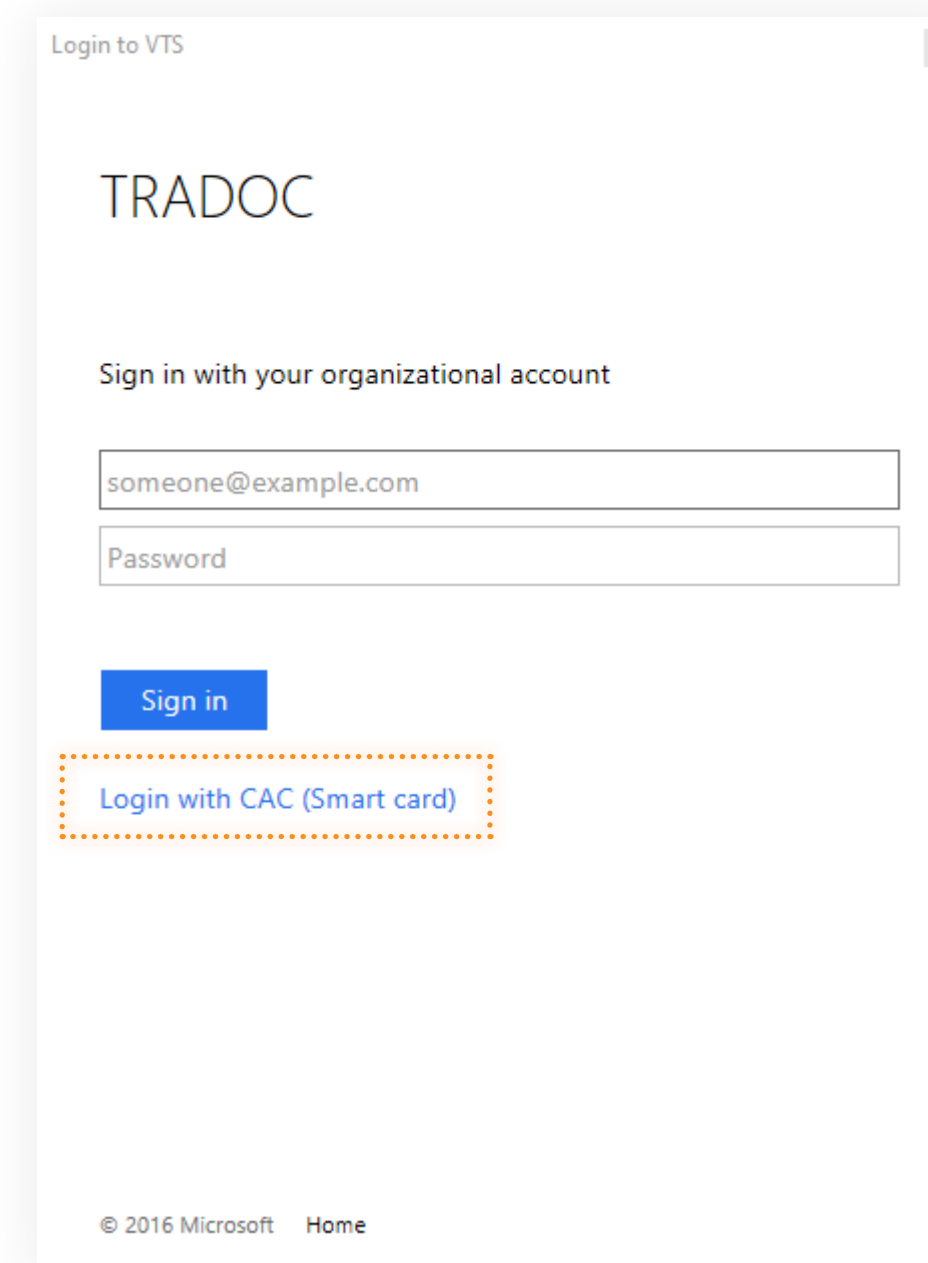 Login to VTS
TRADOC
Sign in with your organizational account
someone@example.com
Password
Sign in
Login with CAC (Smart card)
© 2016 Microsoft Home